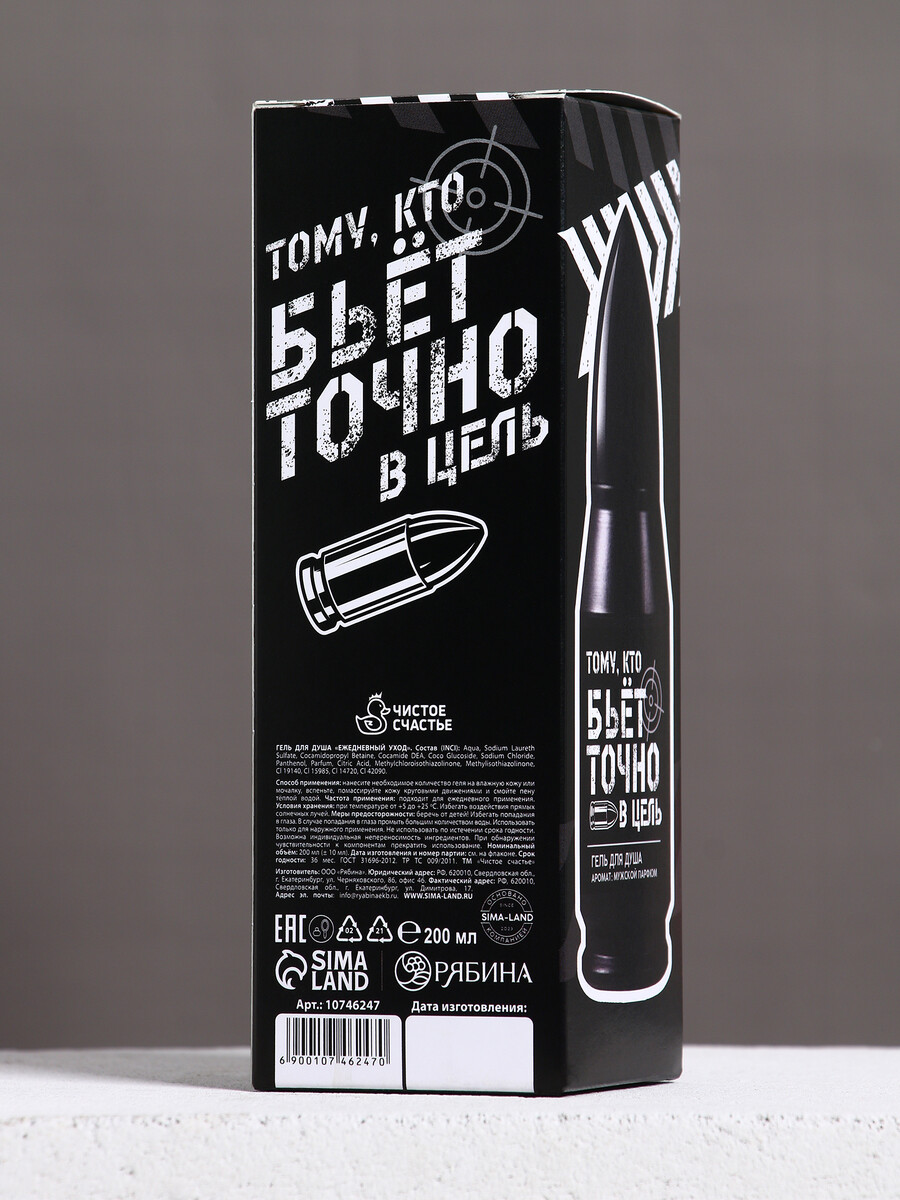 ТОМУ, КТО
БЬЁТ
ТОЧНО
В ЦЕЛЬ
ЧИСТОЕ
СЧАСТЬЕ
ГЕЛЬ ДЛЯ ДУША «ЕЖЕДНЕВНЫЙ УХОД». Состав (INCI): Aqua, Sodium Laureth
Sulfate, Cocamidopropyl Betaine, Cocamide DEA, Coco Glucoside, Sodium Chloride,
Panthenol, Parfum, Citric Acid, Methylchloroisothiazolinone, Methylisothiazolinone,
CI 19140, CI 15985, CI 14720, CI 42090.
Способ применения: нанесите необходимое количество геля на влажную кожу или
мочалку, вспеньте, помассируйте кожу круговыми движениями и смойте пену
тёплой водой. Частота применения: подходит для ежедневного применения.
Условия хранения: при температуре от +5 до +25 °С. Избегать воздействия прямых
солнечных лучей. Меры предосторожности: беречь от детей! Избегать попадания
в глаза. В случае попадания в глаза промыть большим количеством воды. Использовать
только для наружного применения. Не использовать по истечении срока годности.
Возможна индивидуальная непереносимость ингредиентов. При обнаружении
чувствительности к компонентам прекратить использование. Номинальный
объём: 200 мл (± 10 мл). Дата изготовления и номер партии: см. на флаконе. Срок
годности: 36 мес. ГОСТ 31696-2012. ТР ТС 009/2011. ТМ «Чистое счастье»
Изготовитель: ООО «Рябина». Юридический адрес: РФ, 620010, Свердловская обл.,
г. Екатеринбург, ул. Черняховского, 86, офис 46. Фактический адрес: РФ, 620010,
Свердловская обл., г. Екатеринбург, ул. Димитрова, 17.
Адрес эл. почты: info@ryabinaekb.ru WWW.SIMA-LAND.RU
ОСНОВАНО
SINCE
SIMA-LAND
КОМПАНИЕЙ
EAC
02
21
℮ 200 мл
SIMA
LAND
РЯБИНА
Арт.: 10746247
Дата изготовления:
6 900107 462470
ТОМУ, КТО
БЬЁТ
ТОЧНО
В ЦЕЛЬ
ГЕЛЬ ДЛЯ ДУША
АРОМАТ: МУЖСКОЙ ПАРФЮМ